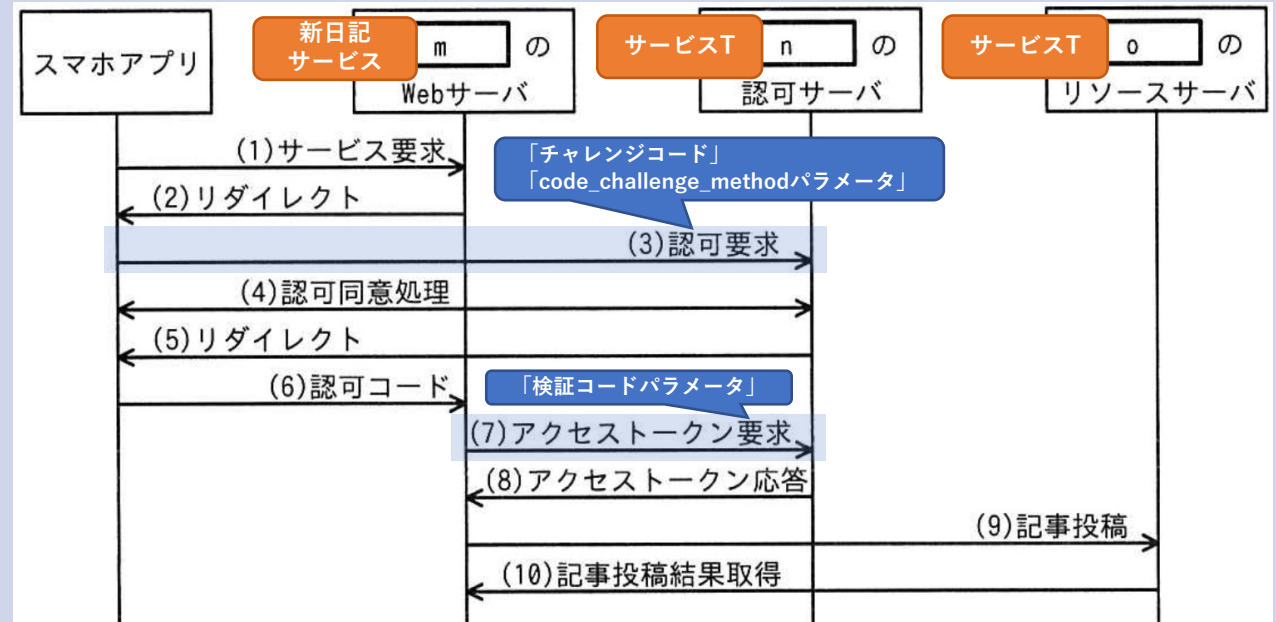 スマホアプリ
新日記
サービス
m
の
Webサーバ
サービスT
n
の
認可サーバ
サービスT
o
の
リソースサーバ
(1)サービス要求
「チャレンジコード」
「code_challenge_methodパラメータ」
(2)リダイレクト
(3)認可要求
(4)認可同意処理
(5)リダイレクト
(6)認可コード
「検証コードパラメータ」
(7)アクセストークン要求
(8)アクセストークン応答
(9)記事投稿
(10)記事投稿結果取得